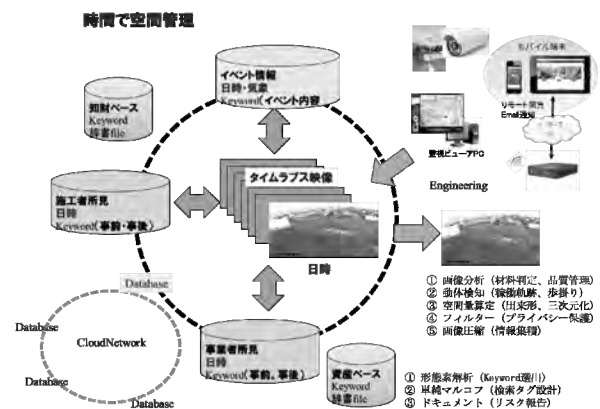 時間で空間管理
イベント情報
日時・気象
Keyword(イベント内容
知財ベース
Keyword
辞書file
モバイル端末
リモート閲覧
Email通知
監視ビューアPC
Engineering
タイムラプス映像
施工者所見
日時
Keyword(事前・事後)
日時
Database
① 画像分析(材料判定、品質管理)
② 動体検知(稼働軌跡、歩掛り)
③ 空間量算定(出来形、三次元化)
④ フィルター(プライバシー保護)
⑤ 画像圧縮(情報集積)
Database
CloudNetwork
Database
Database
事業者所見
日時
Keyword(事前、事後)
資産ベース
Keyword
辞書file
① 形態素解析(Keyword選出)
② 単純マルコフ(検索タグ設計)
③ ドキュメント(リスク報告)